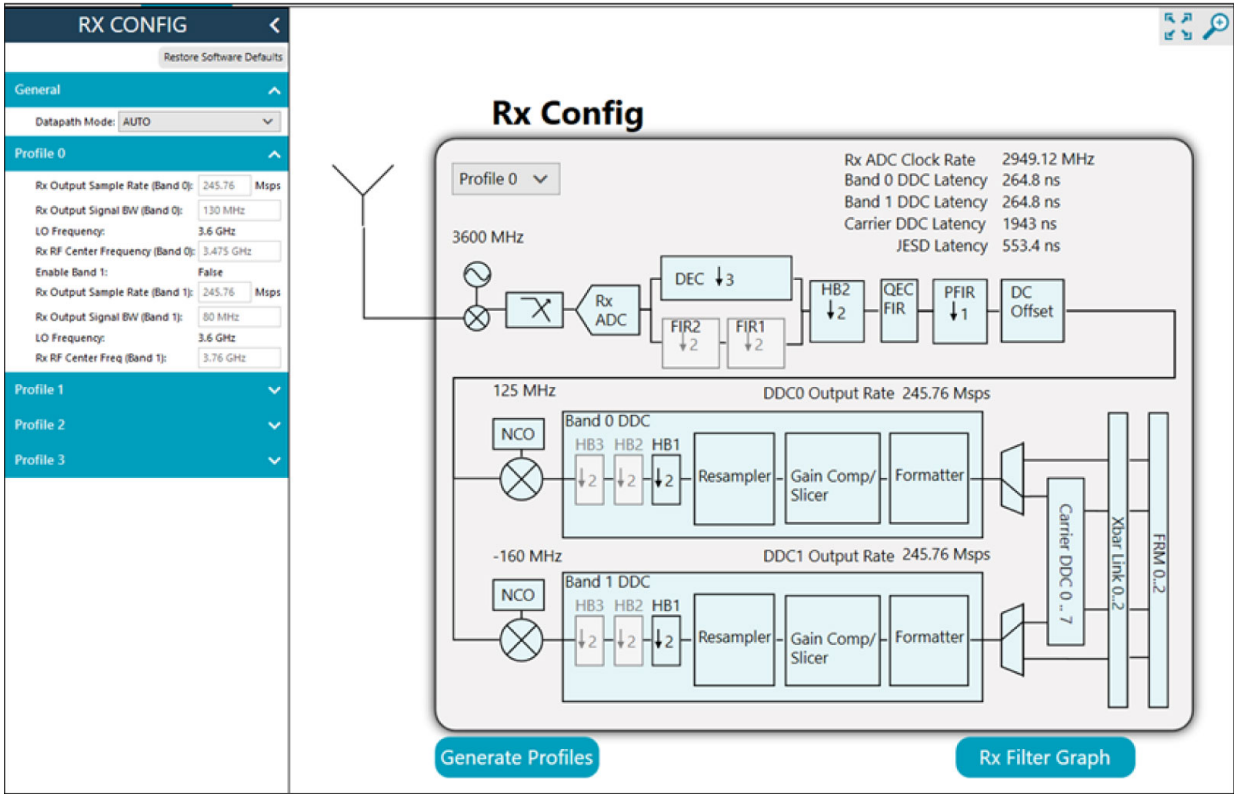 RX CONFIG
Restore Software Defaults
General
Datapath Mode: AUTO
Profile 0
Rx Output Sample Rate (Band 0): 245.76 Msps
Rx Output Signal BW (Band 0): 130 MHz
LO Frequency: 3.6 GHz
Rx RF Center Frequency (Band 0): 3.475 GHz
Enable Band 1: False
Rx Output Sample Rate (Band 1): 245.76 Msps
Rx Output Signal BW (Band 1): 80 MHz
LO Frequency: 3.6 GHz
Rx RF Center Freq (Band 1): 3.76 GHz
Profile 1
Profile 2
Profile 3
Rx Config
Profile 0
Rx ADC Clock Rate 2949.12 MHz
Band 0 DDC Latency 264.8 ns
Band 1 DDC Latency 264.8 ns
Carrier DDC Latency 1943 ns
JESD Latency 553.4 ns
3600 MHz
Rx
ADC
DEC ↓3
FIR2
↓2
FIR1
↓2
HB2
↓2
QEC
FIR
PFIR
↓1
DC
Offset
125 MHz
DDC0 Output Rate 245.76 Msps
NCO
Band 0 DDC
HB3 HB2 HB1
↓2 ↓2 ↓2
Resampler
Gain Comp/
Slicer
Formatter
-160 MHz
DDC1 Output Rate 245.76 Msps
NCO
Band 1 DDC
HB3 HB2 HB1
↓2 ↓2 ↓2
Resampler
Gain Comp/
Slicer
Formatter
Carrier DDC 0 .. 7
Xbar Link 0..2
FRM 0..2
Generate Profiles
Rx Filter Graph